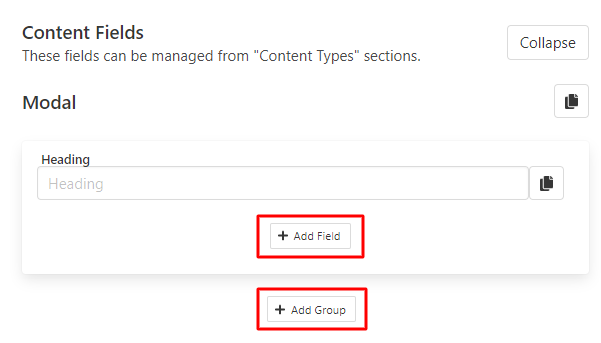 Content Fields
These fields can be managed from "Content Types" sections.
Collapse
Modal
Heading
Heading
Add Field
Add Group